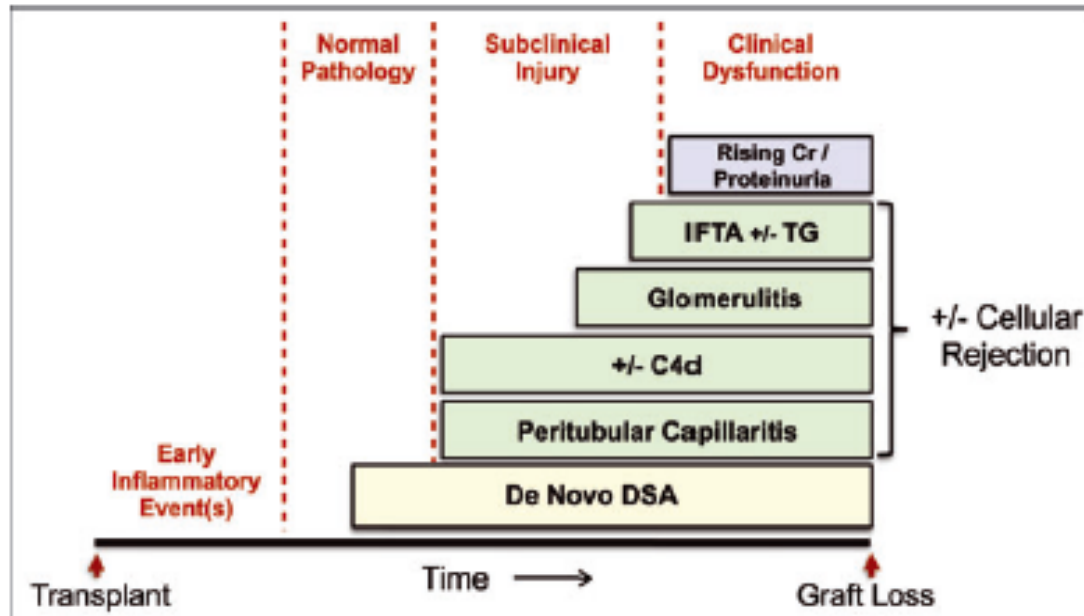 Normal
Pathology
Subclinical
Injury
Clinical
Dysfunction
Rising Cr /
Proteinuria
IFTA +/- TG
Glomerulitis
+/- C4d
Peritubular Capillaritis
+/- Cellular
Rejection
Early
Inflammatory
Event(s)
De Novo DSA
Transplant
Time
Graft Loss